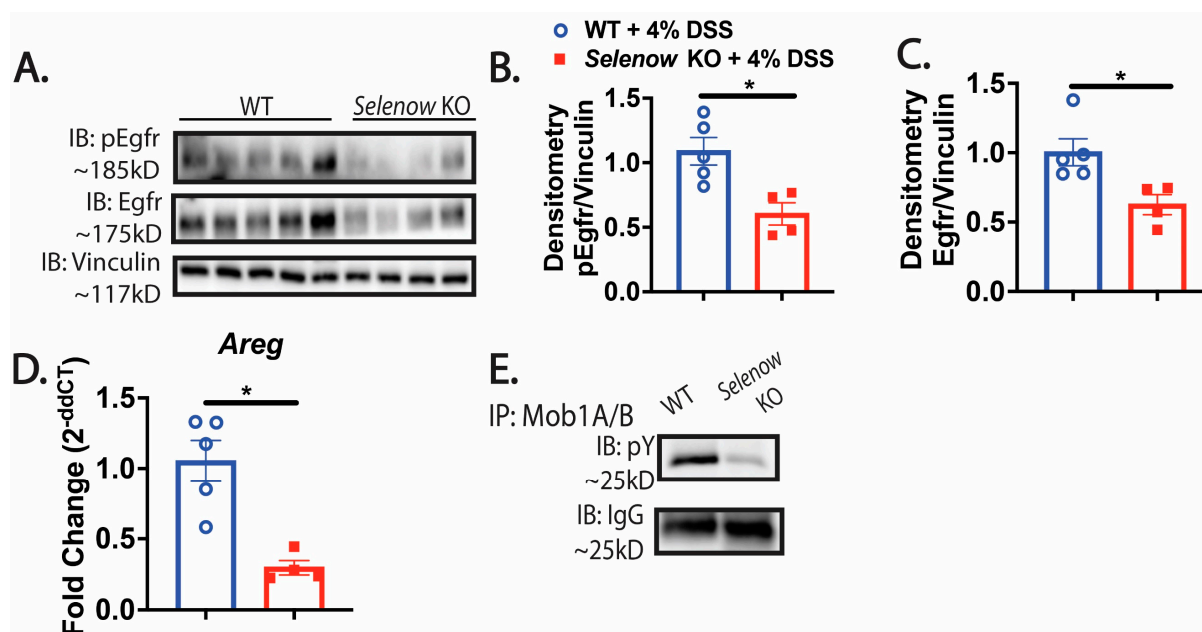 WT + 4% DSS
Selenow KO + 4% DSS
A.
WT
Selenow KO
IB: pEgfr
~185kD
IB: Egfr
~175kD
IB: Vinculin
~117kD
B.
*
Densitometry
pEgfr/Vinculin
1.5
1.0
0.5
0.0
C.
*
Densitometry
Egfr/Vinculin
1.5
1.0
0.5
0.0
D.
Areg
*
Fold Change (2-ddCT)
1.5
1.0
0.5
0.0
E.
WT
Selenow
KO
IP: Mob1A/B
IB: pY
~25kD
IB: IgG
~25kD